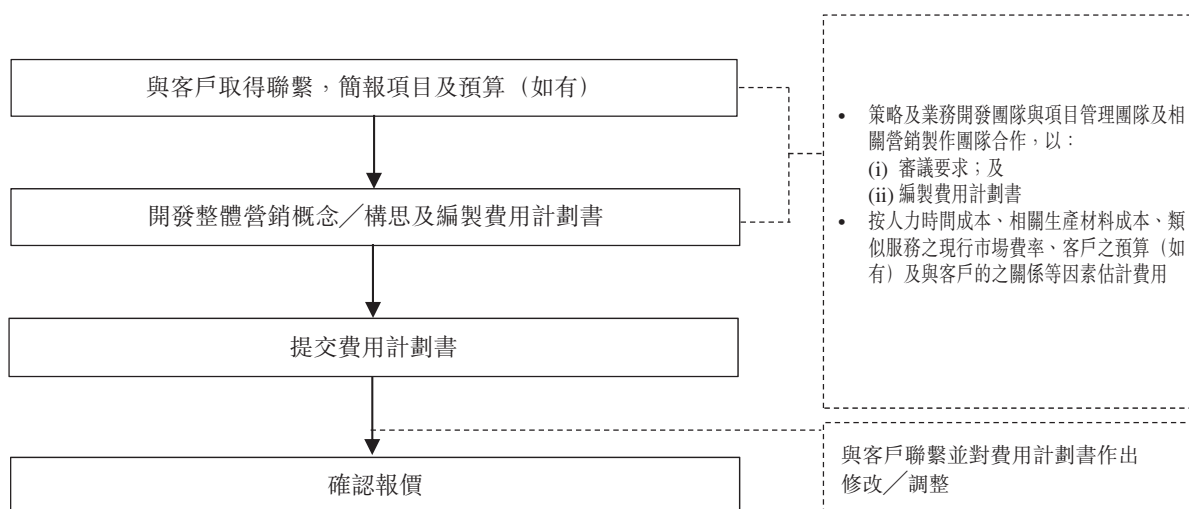 與客戶取得聯繫，簡報項目及預算（如有）
開發整體營銷概念／構思及編製費用計劃書
提交費用計劃書
確認報價
• 策略及業務開發團隊與項目管理團隊及相
關營銷製作團隊合作，以：
(i) 審議要求；及
(ii) 編製費用計劃書
• 按人力時間成本、相關生產材料成本、類
似服務之現行市場費率、客戶之預算（如
有）及與客戶的之關係等因素估計費用
與客戶聯繫並對費用計劃書作出
修改／調整